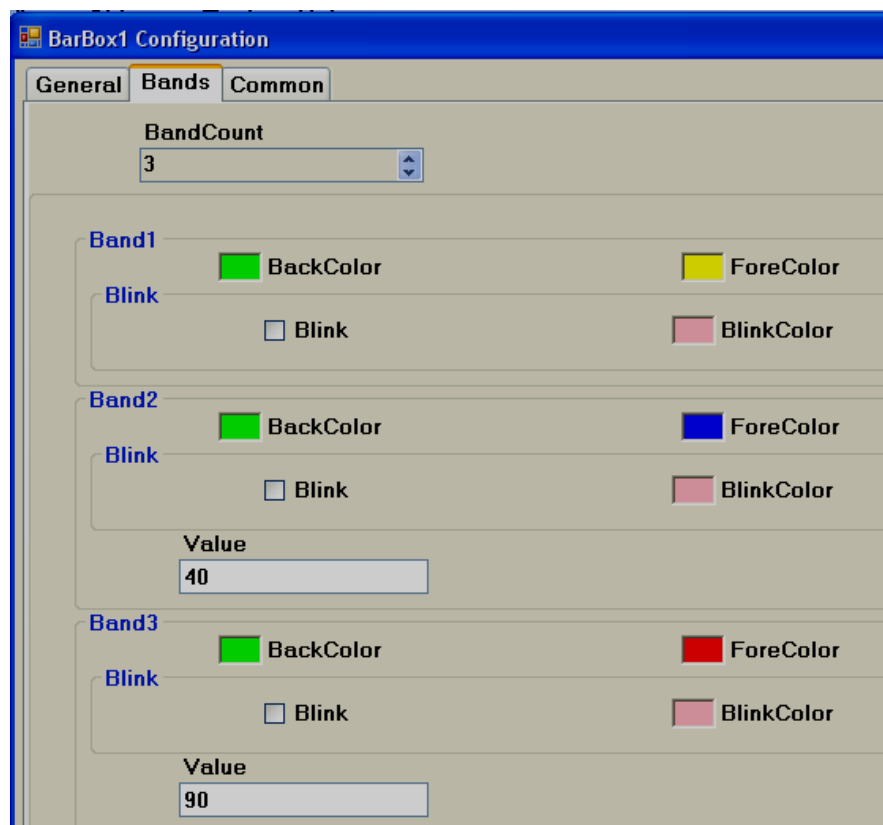 BarBox1 Configuration
General Bands Common
BandCount
3
Band1
BackColor ForeColor
Blink
Blink BlinkColor
Band2
BackColor ForeColor
Blink
Blink BlinkColor
Value
40
Band3
BackColor ForeColor
Blink
Blink BlinkColor
Value
90